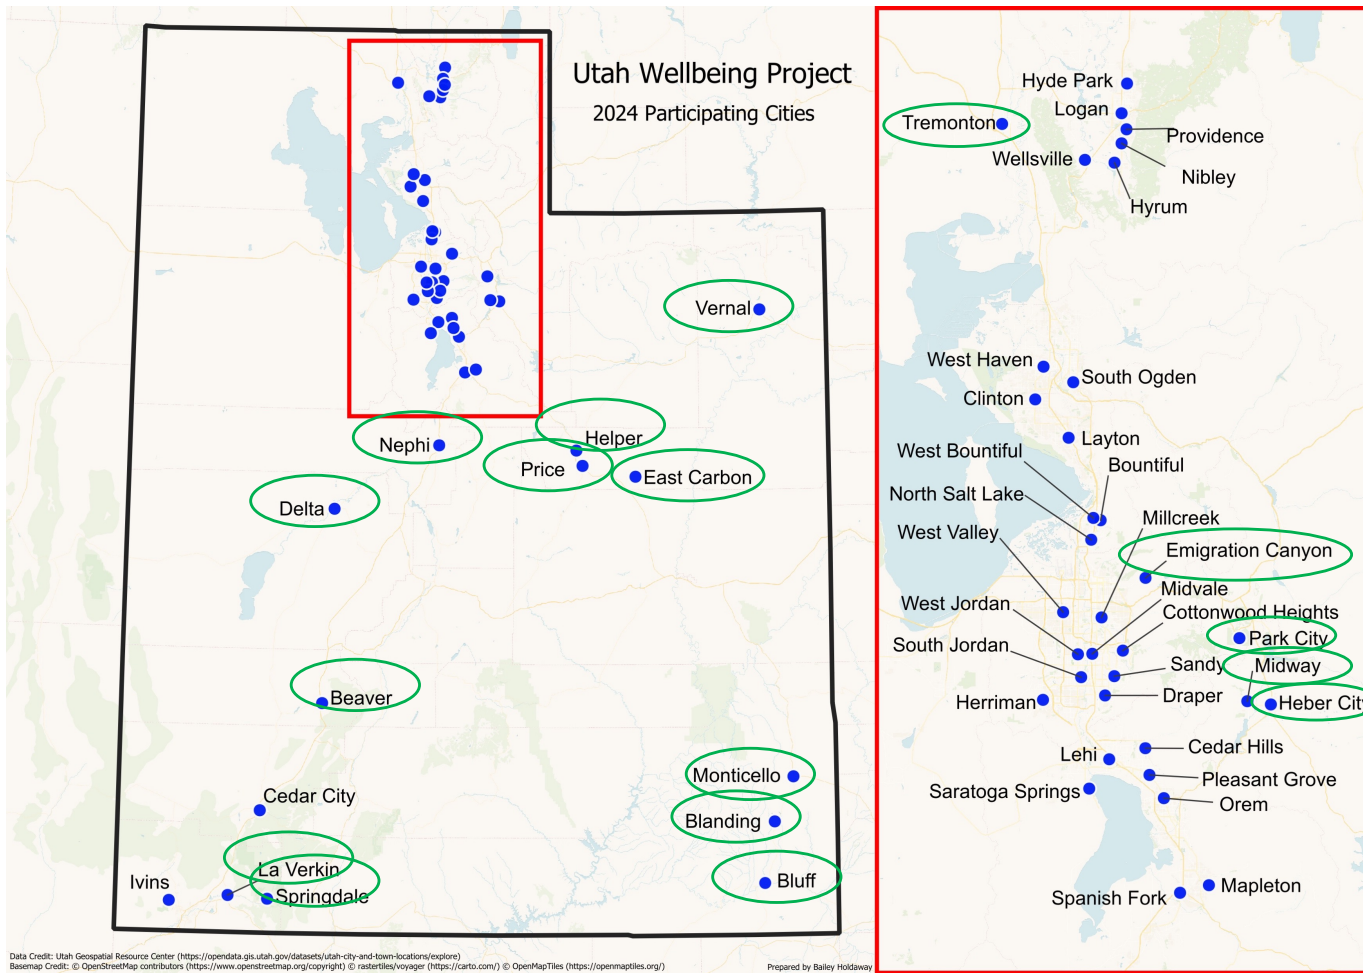 Utah Wellbeing Project
2024 Participating Cities
Vernal
Nephi
Helper
Price
East Carbon
Delta
Beaver
Monticello
Cedar City
Blanding
La Verkin
Ivins
Springdale
Bluff
Data Credit: Utah Geospatial Resource Center (https://opendata.gis.utah.gov/datasets/utah-city-and-town-locations/explore)
Basemap Credit: © OpenStreetMap contributors (https://www.openstreetmap.org/copyright) © rastertiles/voyager (https://carto.com/) © OpenMapTiles (https://openmaptiles.org/)
Prepared by Bailey Holdaway
Hyde Park
Logan
Tremonton
Providence
Wellsville
Nibley
Hyrum
West Haven
South Ogden
Clinton
Layton
West Bountiful
Bountiful
North Salt Lake
Millcreek
West Valley
Emigration Canyon
Midvale
West Jordan
Cottonwood Heights
South Jordan
Park City
Sandy
Midway
Herriman
Draper
Heber City
Cedar Hills
Lehi
Pleasant Grove
Saratoga Springs
Orem
Mapleton
Spanish Fork